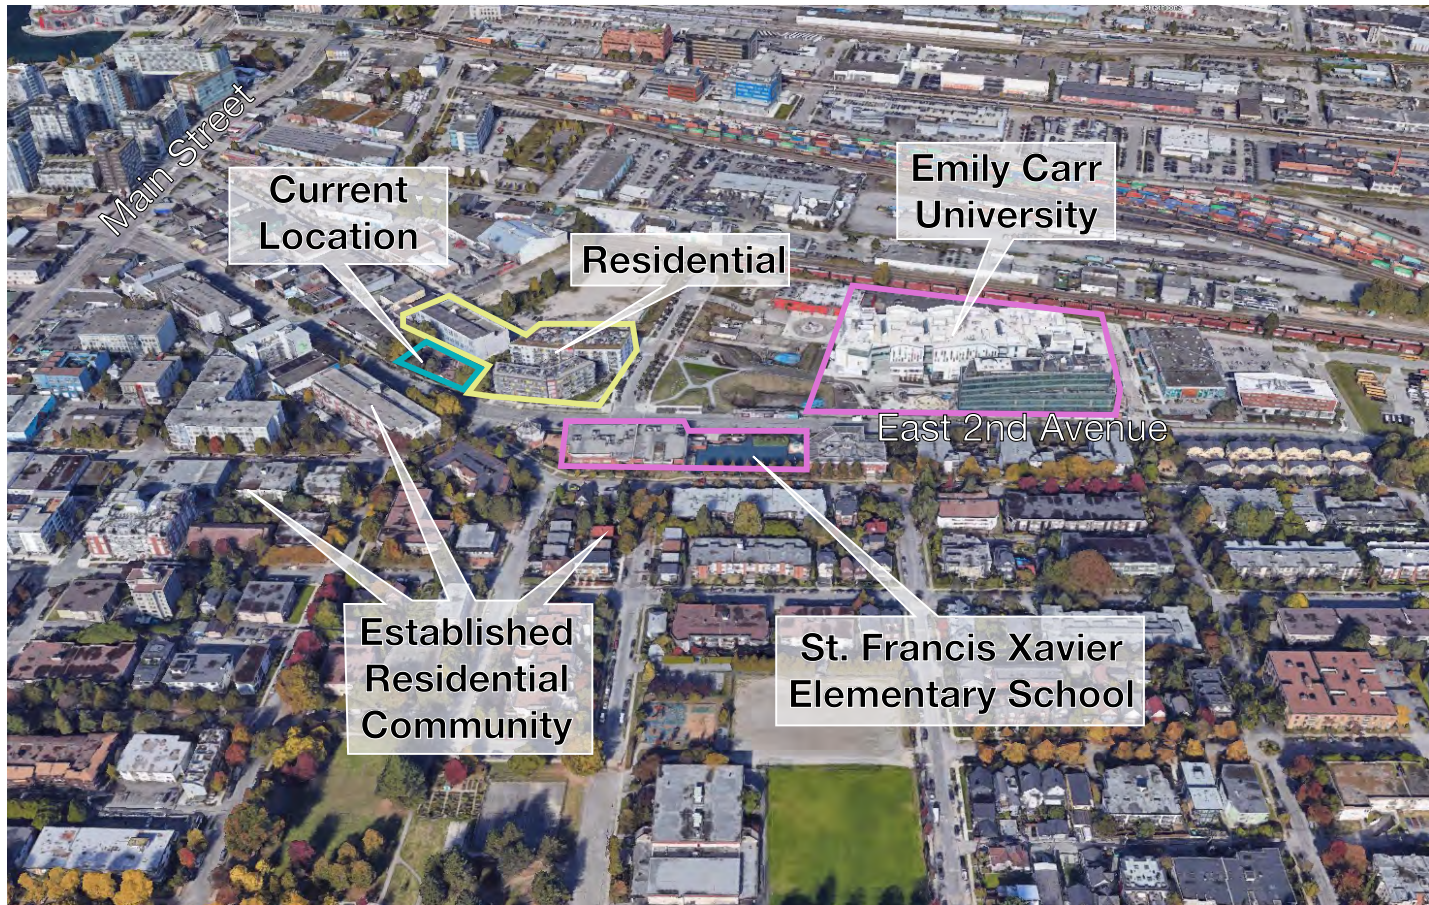 Main Street
Current
Location
Residential
Emily Carr
University
East 2nd Avenue
Established
Residential
Community
St. Francis Xavier
Elementary School